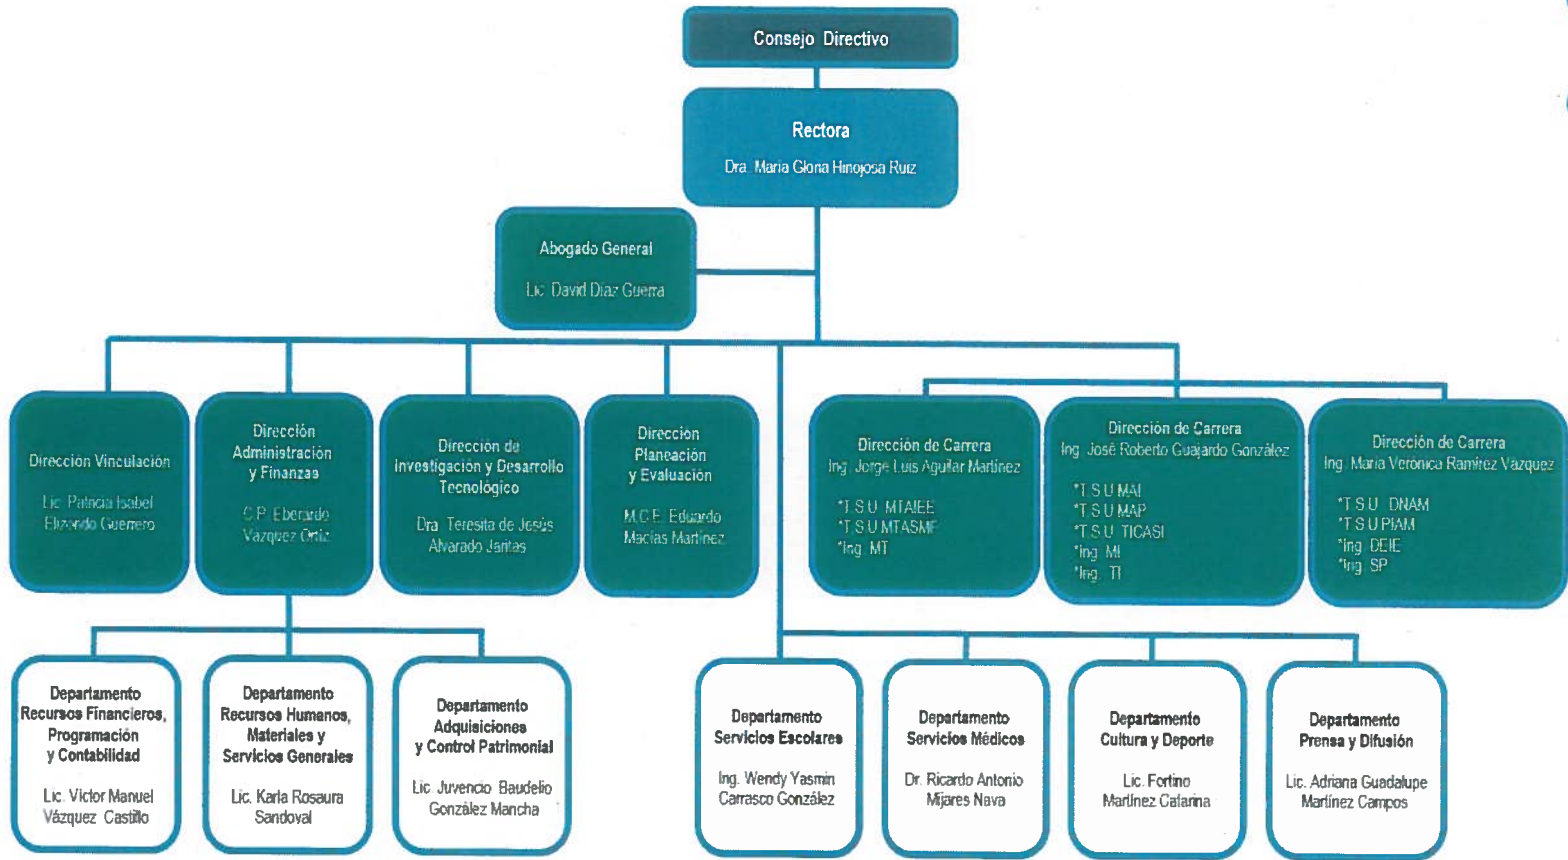 Consejo Directivo
Rectora
Dra. María Gloria Hinojosa Ruiz
Abogado General
Lic. David Díaz Guerra
Dirección Vinculación
Lic. Patricia Isabel
Elizondo Guerrero
Dirección
Administración
y Finanzas
C.P. Eberardo
Vázquez Ortiz
Dirección de
Investigación y Desarrollo
Tecnológico
Dra. Teresita de Jesús
Alvarado
Dirección
Planeación
y Evaluación
M.C.E. Eduardo
Macías Martínez
Dirección de Carrera
Ing. Jorge Luis Aguilar Martínez
*T.S.U. MTAIEE
*T.S.U MTASMF
*Ing. MT
Dirección de Carrera
Ing. José Roberto Guajardo González
*T.S.U MAI
*T.S.U MAP
*T.S.U TICASI
*Ing. MI
*Ing. TI
Dirección de Carrera
Ing. María Verónica Ramírez Vázquez
*T.S.U DNAM
*T.S.U PIAM
*Ing. DEIE
*Ing. SP
Departamento
Recursos Financieros,
Programación
y Contabilidad
Lic. Víctor Manuel
Vázquez Castillo
Departamento
Recursos Humanos,
Materiales y
Servicios Generales
Lic. Karla Rosaura
Sandoval
Departamento
Adquisiciones
y Control Patrimonial
Lic. Juvencio Baudelio
González Mancha
Departamento
Servicios Escolares
Ing. Wendy Yasmin
Carrasco González
Departamento
Servicios Médicos
Dr. Ricardo Antonio
Mijares Nava
Departamento
Cultura y Deporte
Lic. Fortino
Martínez Catarina
Departamento
Prensa y Difusión
Lic. Adriana Guadalupe
Martínez Campos